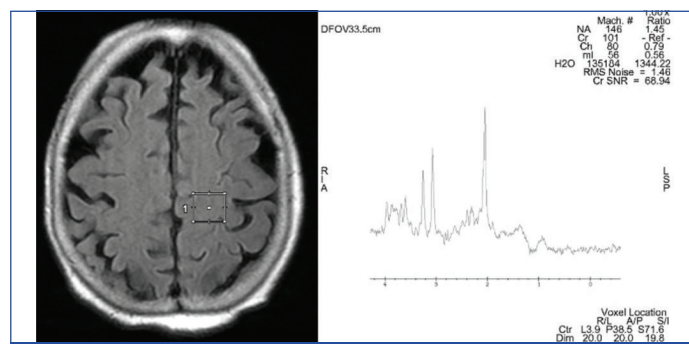 1.00 X
DFOV33.5cm
Mach. # Ratio
NA 146 1.45
Cr 101 - Ref -
Ch 80 0.79
mI 56 0.56
H2O 135184 1344.22
RMS Noise = 1.46
Cr SNR = 68.94
R
I
A
L
S
P
1
4 3 2 1 0
Voxel Location
R/L A/P S/I
Ctr L3.9 P38.5 S71.6
Dim 20.0 20.0 19.8